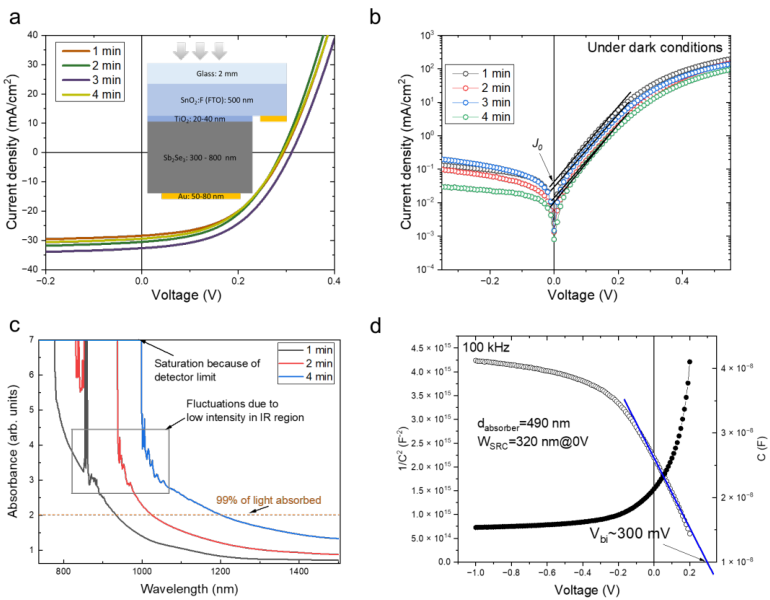 a
40
30
20
10
0
−10
−20
−30
−40
−0.2
0.0
0.2
0.4
Current density (mA/cm²)
Voltage (V)
1 min
2 min
3 min
4 min
Glass: 2 mm
SnO₂:F (FTO): 500 nm
TiO₂: 20-40 nm
Sb₂Se₃: 300 - 800 nm
Au: 50-80 nm
b
Under dark conditions
10³
10²
10¹
10⁰
10⁻¹
10⁻²
10⁻³
10⁻⁴
−0.2
0.0
0.2
0.4
Current density (mA/cm²)
Voltage (V)
1 min
2 min
3 min
4 min
J₀
c
7
6
5
4
3
2
1
800
1000
1200
1400
Absorbance (arb. units)
Wavelength (nm)
1 min
2 min
4 min
Saturation because of
detector limit
Fluctuations due to
low intensity in IR region
99% of light absorbed
d
100 kHz
4.5 × 10¹⁵
4.0 × 10¹⁵
3.5 × 10¹⁵
3.0 × 10¹⁵
2.5 × 10¹⁵
2.0 × 10¹⁵
1.5 × 10¹⁵
1.0 × 10¹⁵
5.0 × 10¹⁴
0.0
−1.0
−0.8
−0.6
−0.4
−0.2
0.0
0.2
4 × 10⁻⁸
3 × 10⁻⁸
2 × 10⁻⁸
1 × 10⁻⁸
1/C² (F⁻²)
C (F)
Voltage (V)
d absorber=490 nm
W SRC=320 nm@0V
V bi~300 mV